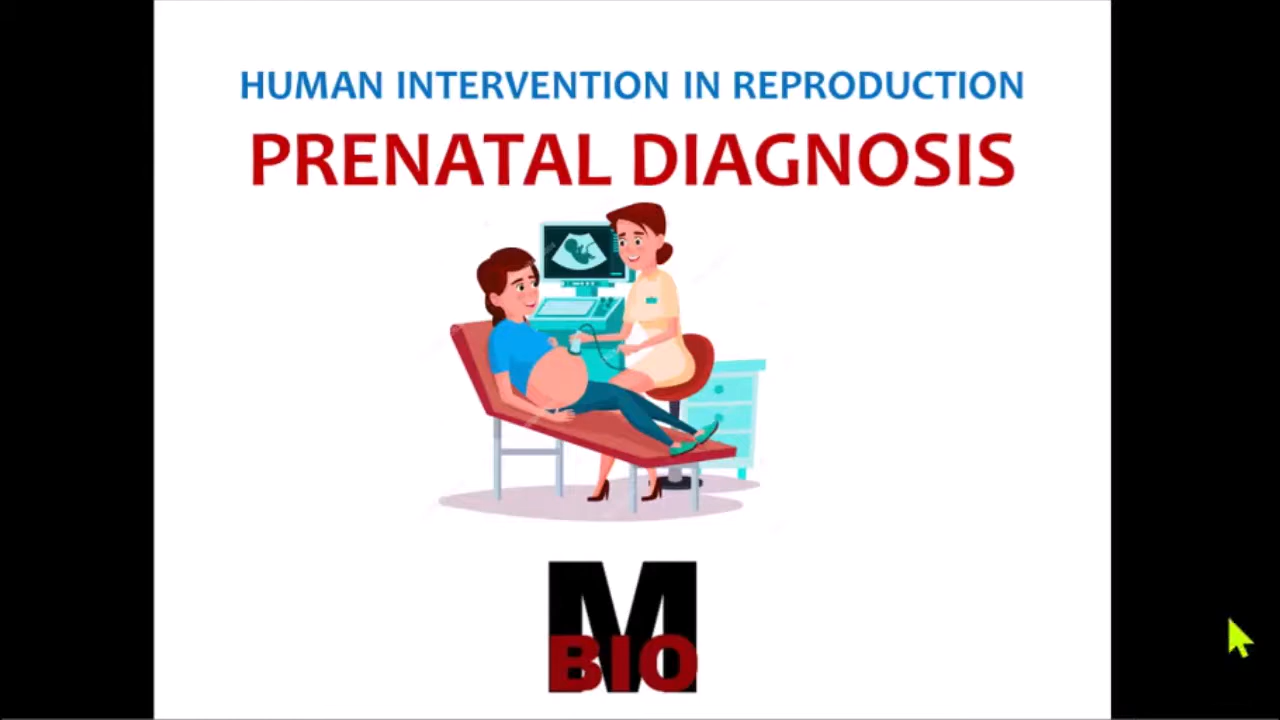 HUMAN INTERVENTION IN REPRODUCTION
PRENATAL DIAGNOSIS
M
BIO